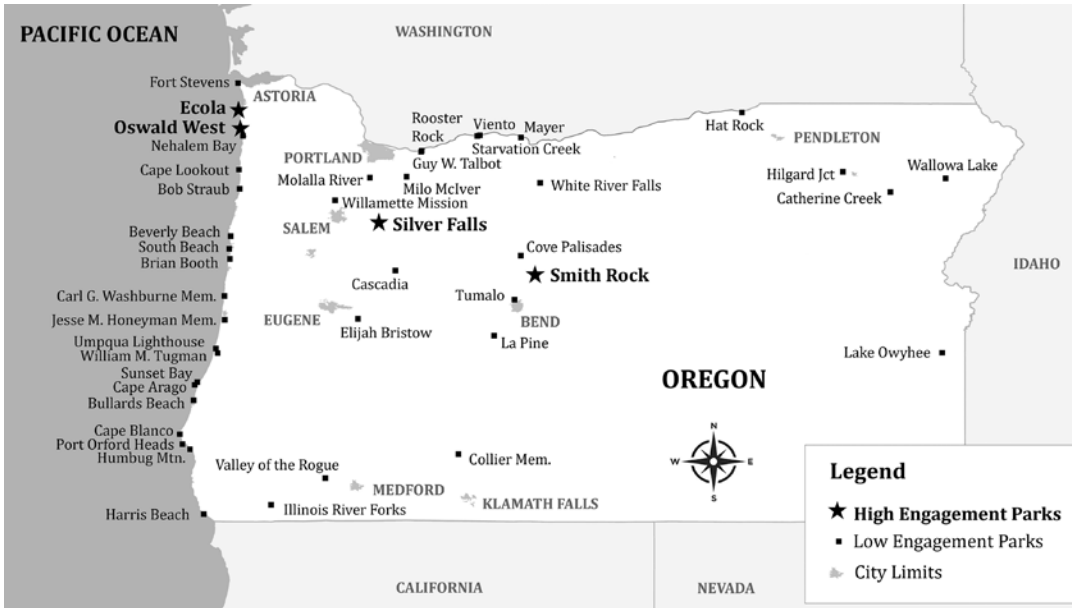 PACIFIC OCEAN
WASHINGTON
Fort Stevens
ASTORIA
Ecola
Oswald West
Nehalem Bay
Rooster
Rock
Viento
Mayer
Starvation Creek
Hat Rock
PENDLETON
PORTLAND
Guy W. Talbot
Cape Lookout
Bob Straub
Molalla River
Milo McIver
White River Falls
Hilgard Jct
Wallowa Lake
Catherine Creek
Willamette Mission
SALEM
Silver Falls
Beverly Beach
South Beach
Brian Booth
Cove Palisades
IDAHO
Cascadia
Smith Rock
Carl G. Washburne Mem.
Tumalo
Jesse M. Honeyman Mem.
EUGENE
BEND
Elijah Bristow
La Pine
Umpqua Lighthouse
William M. Tugman
Lake Owyhee
Sunset Bay
Cape Arago
OREGON
Bullards Beach
Cape Blanco
Port Orford Heads
Humbug Mtn.
N
W
E
S
Valley of the Rogue
Collier Mem.
MEDFORD
KLAMATH FALLS
Harris Beach
Illinois River Forks
Legend
High Engagement Parks
Low Engagement Parks
City Limits
CALIFORNIA
NEVADA